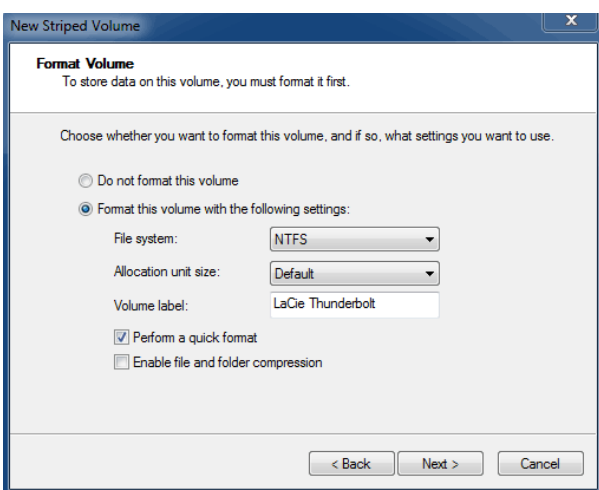 New Striped Volume
X
Format Volume
To store data on this volume, you must format it first.
Choose whether you want to format this volume, and if so, what settings you want to use.
Do not format this volume
Format this volume with the following settings:
File system: NTFS
Allocation unit size: Default
Volume label: LaCie Thunderbolt
Perform a quick format
Enable file and folder compression
< Back Next > Cancel